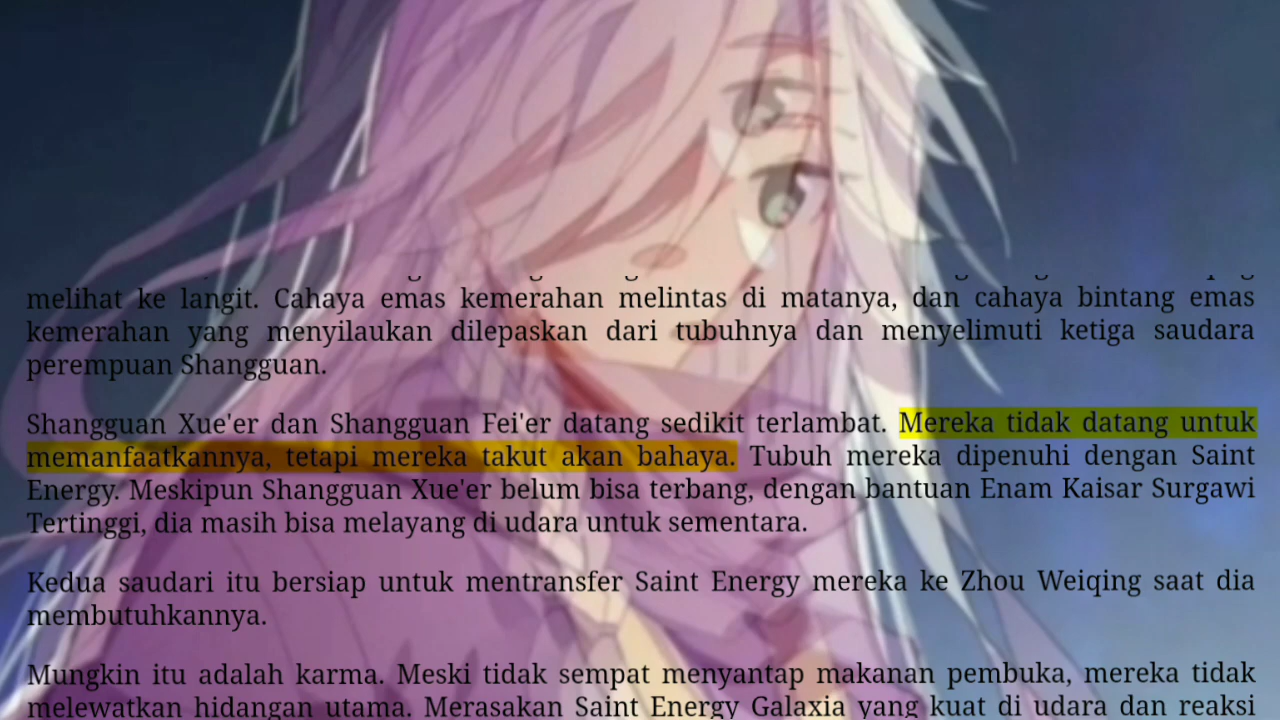 melihat ke langit. Cahaya emas kemerahan melintas di matanya, dan cahaya bintang emas
kemerahan yang menyilaukan dilepaskan dari tubuhnya dan menyelimuti ketiga saudara
perempuan Shangguan.
Shangguan Xue'er dan Shangguan Fei'er datang sedikit terlambat. Mereka tidak datang untuk
memanfaatkannya, tetapi mereka takut akan bahaya. Tubuh mereka dipenuhi dengan Saint
Energy. Meskipun Shangguan Xue'er belum bisa terbang, dengan bantuan Enam Kaisar Surgawi
Tertinggi, dia masih bisa melayang di udara untuk sementara.
Kedua saudari itu bersiap untuk mentransfer Saint Energy mereka ke Zhou Weiqing saat dia
membutuhkannya.
Mungkin itu adalah karma. Meski tidak sempat menyantap makanan pembuka, mereka tidak
melewatkan hidangan utama. Merasakan Saint Energy Galaxia yang kuat di udara dan reaksi